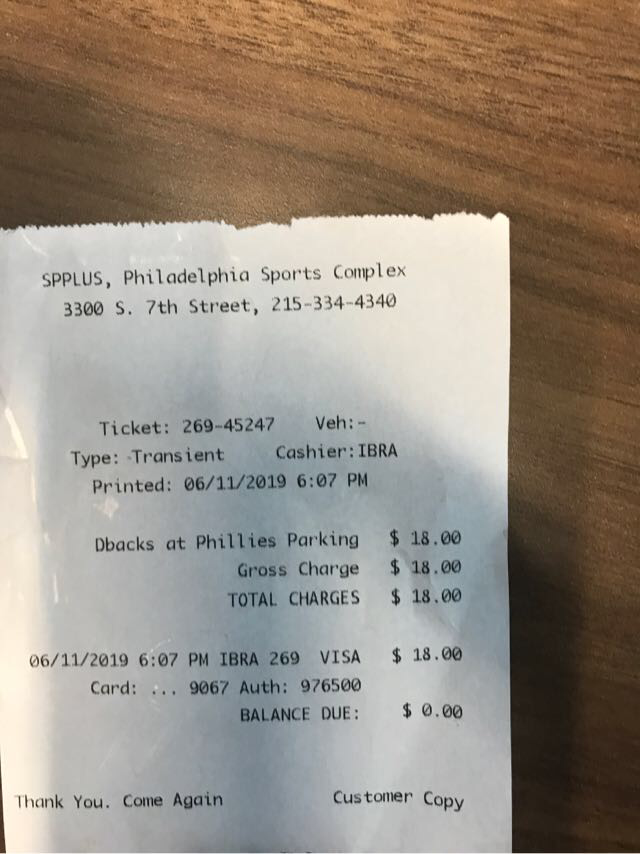 SPPLUS, Philadelphia Sports Complex
3300 S. 7th Street, 215-334-4340
Ticket: 269-45247 Veh:-
Type: Transient Cashier:IBRA
Printed: 06/11/2019 6:07 PM
Dbacks at Phillies Parking $ 18.00
Gross Charge $ 18.00
TOTAL CHARGES $ 18.00
06/11/2019 6:07 PM IBRA 269 VISA $ 18.00
Card: ... 9067 Auth: 976500
BALANCE DUE: $ 0.00
Thank You. Come Again Customer Copy